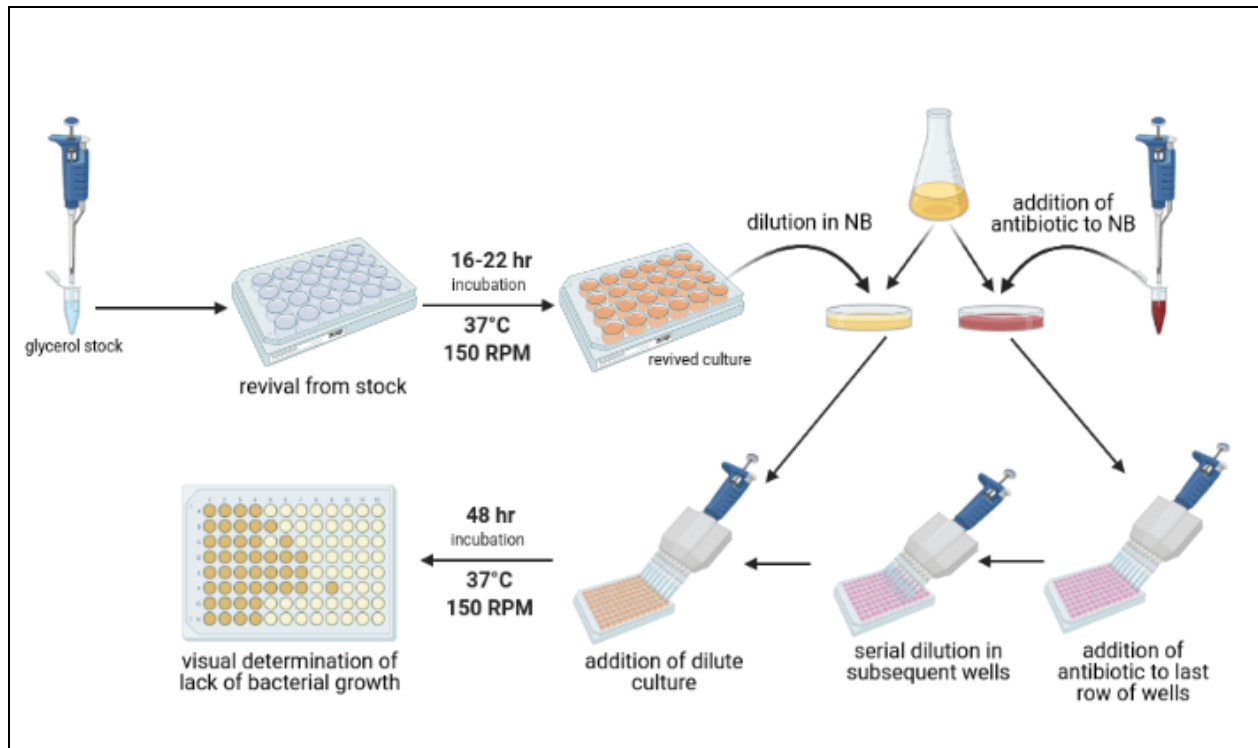 glycerol stock
revival from stock
16-22 hr
incubation
37°C
150 RPM
revived culture
dilution in NB
addition of
antibiotic to NB
visual determination of
lack of bacterial growth
48 hr
incubation
37°C
150 RPM
addition of dilute
culture
serial dilution in
subsequent wells
addition of
antibiotic to last
row of wells